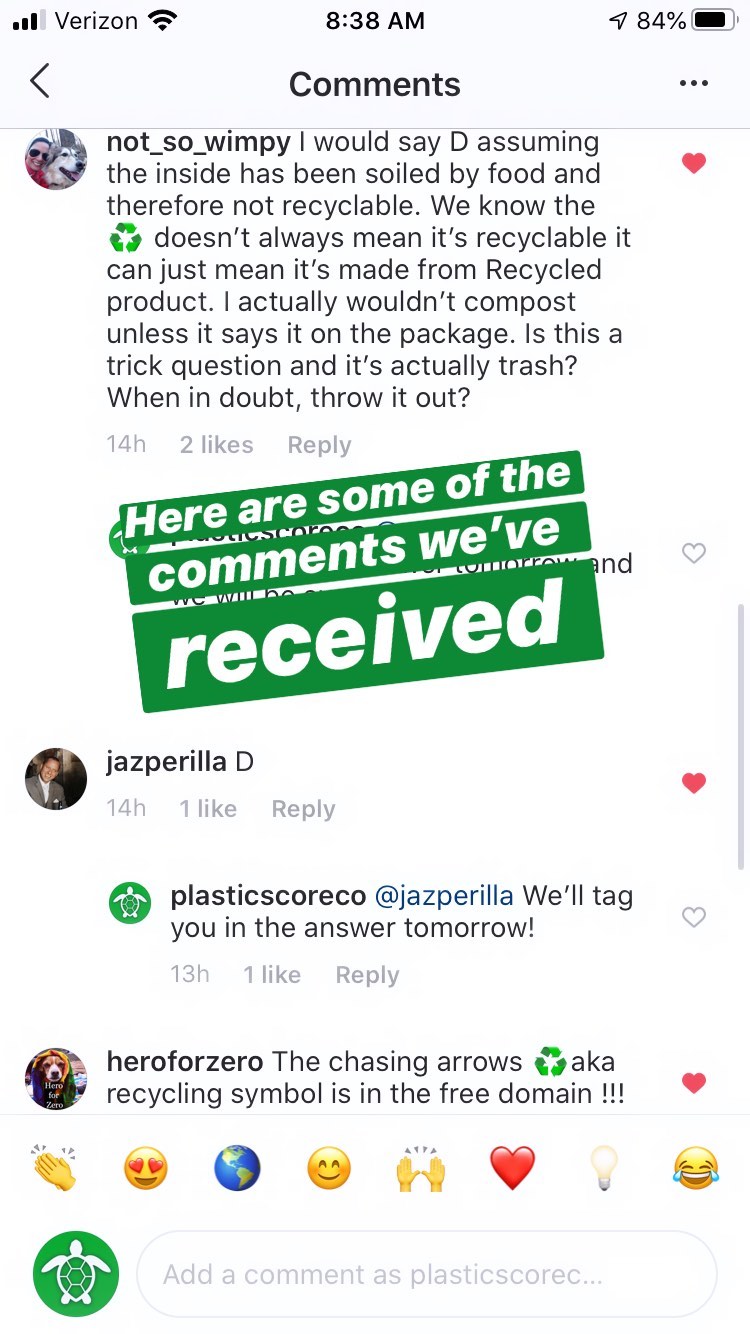 Verizon 8:38 AM 84%
Comments
not_so_wimpy I would say D assuming
the inside has been soiled by food and
therefore not recyclable. We know the
♻️ doesn’t always mean it’s recyclable it
can just mean it’s made from Recycled
product. I actually wouldn’t compost
unless it says it on the package. Is this a
trick question and it’s actually trash?
When in doubt, throw it out?
14h 2 likes Reply
Here are some of the
comments we’ve
received
plasticscoreco
tomorrow and
we will be
jazperilla D
14h 1 like Reply
plasticscoreco @jazperilla We’ll tag
you in the answer tomorrow!
13h 1 like Reply
heroforzero The chasing arrows ♻️aka
recycling symbol is in the free domain !!!
Hero
for
Zero
👏 😍 🌎 😊 🙌 ❤️ 💡 😂
Add a comment as plasticscorec...